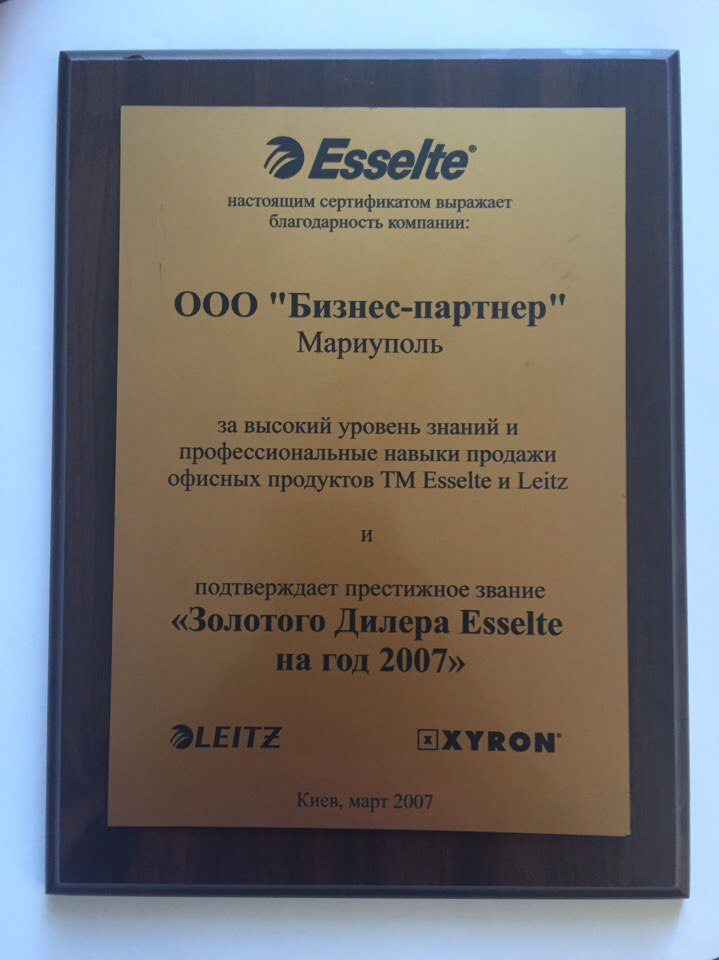 Esselte®
настоящим сертификатом выражает
благодарность компании:
ООО "Бизнес-партнер"
Мариуполь
за высокий уровень знаний и
профессиональные навыки продажи
офисных продуктов ТМ Esselte и Leitz
и
подтверждает престижное звание
«Золотого Дилера Esselte
на год 2007»
LEITZ
X XYRON®
Киев, март 2007